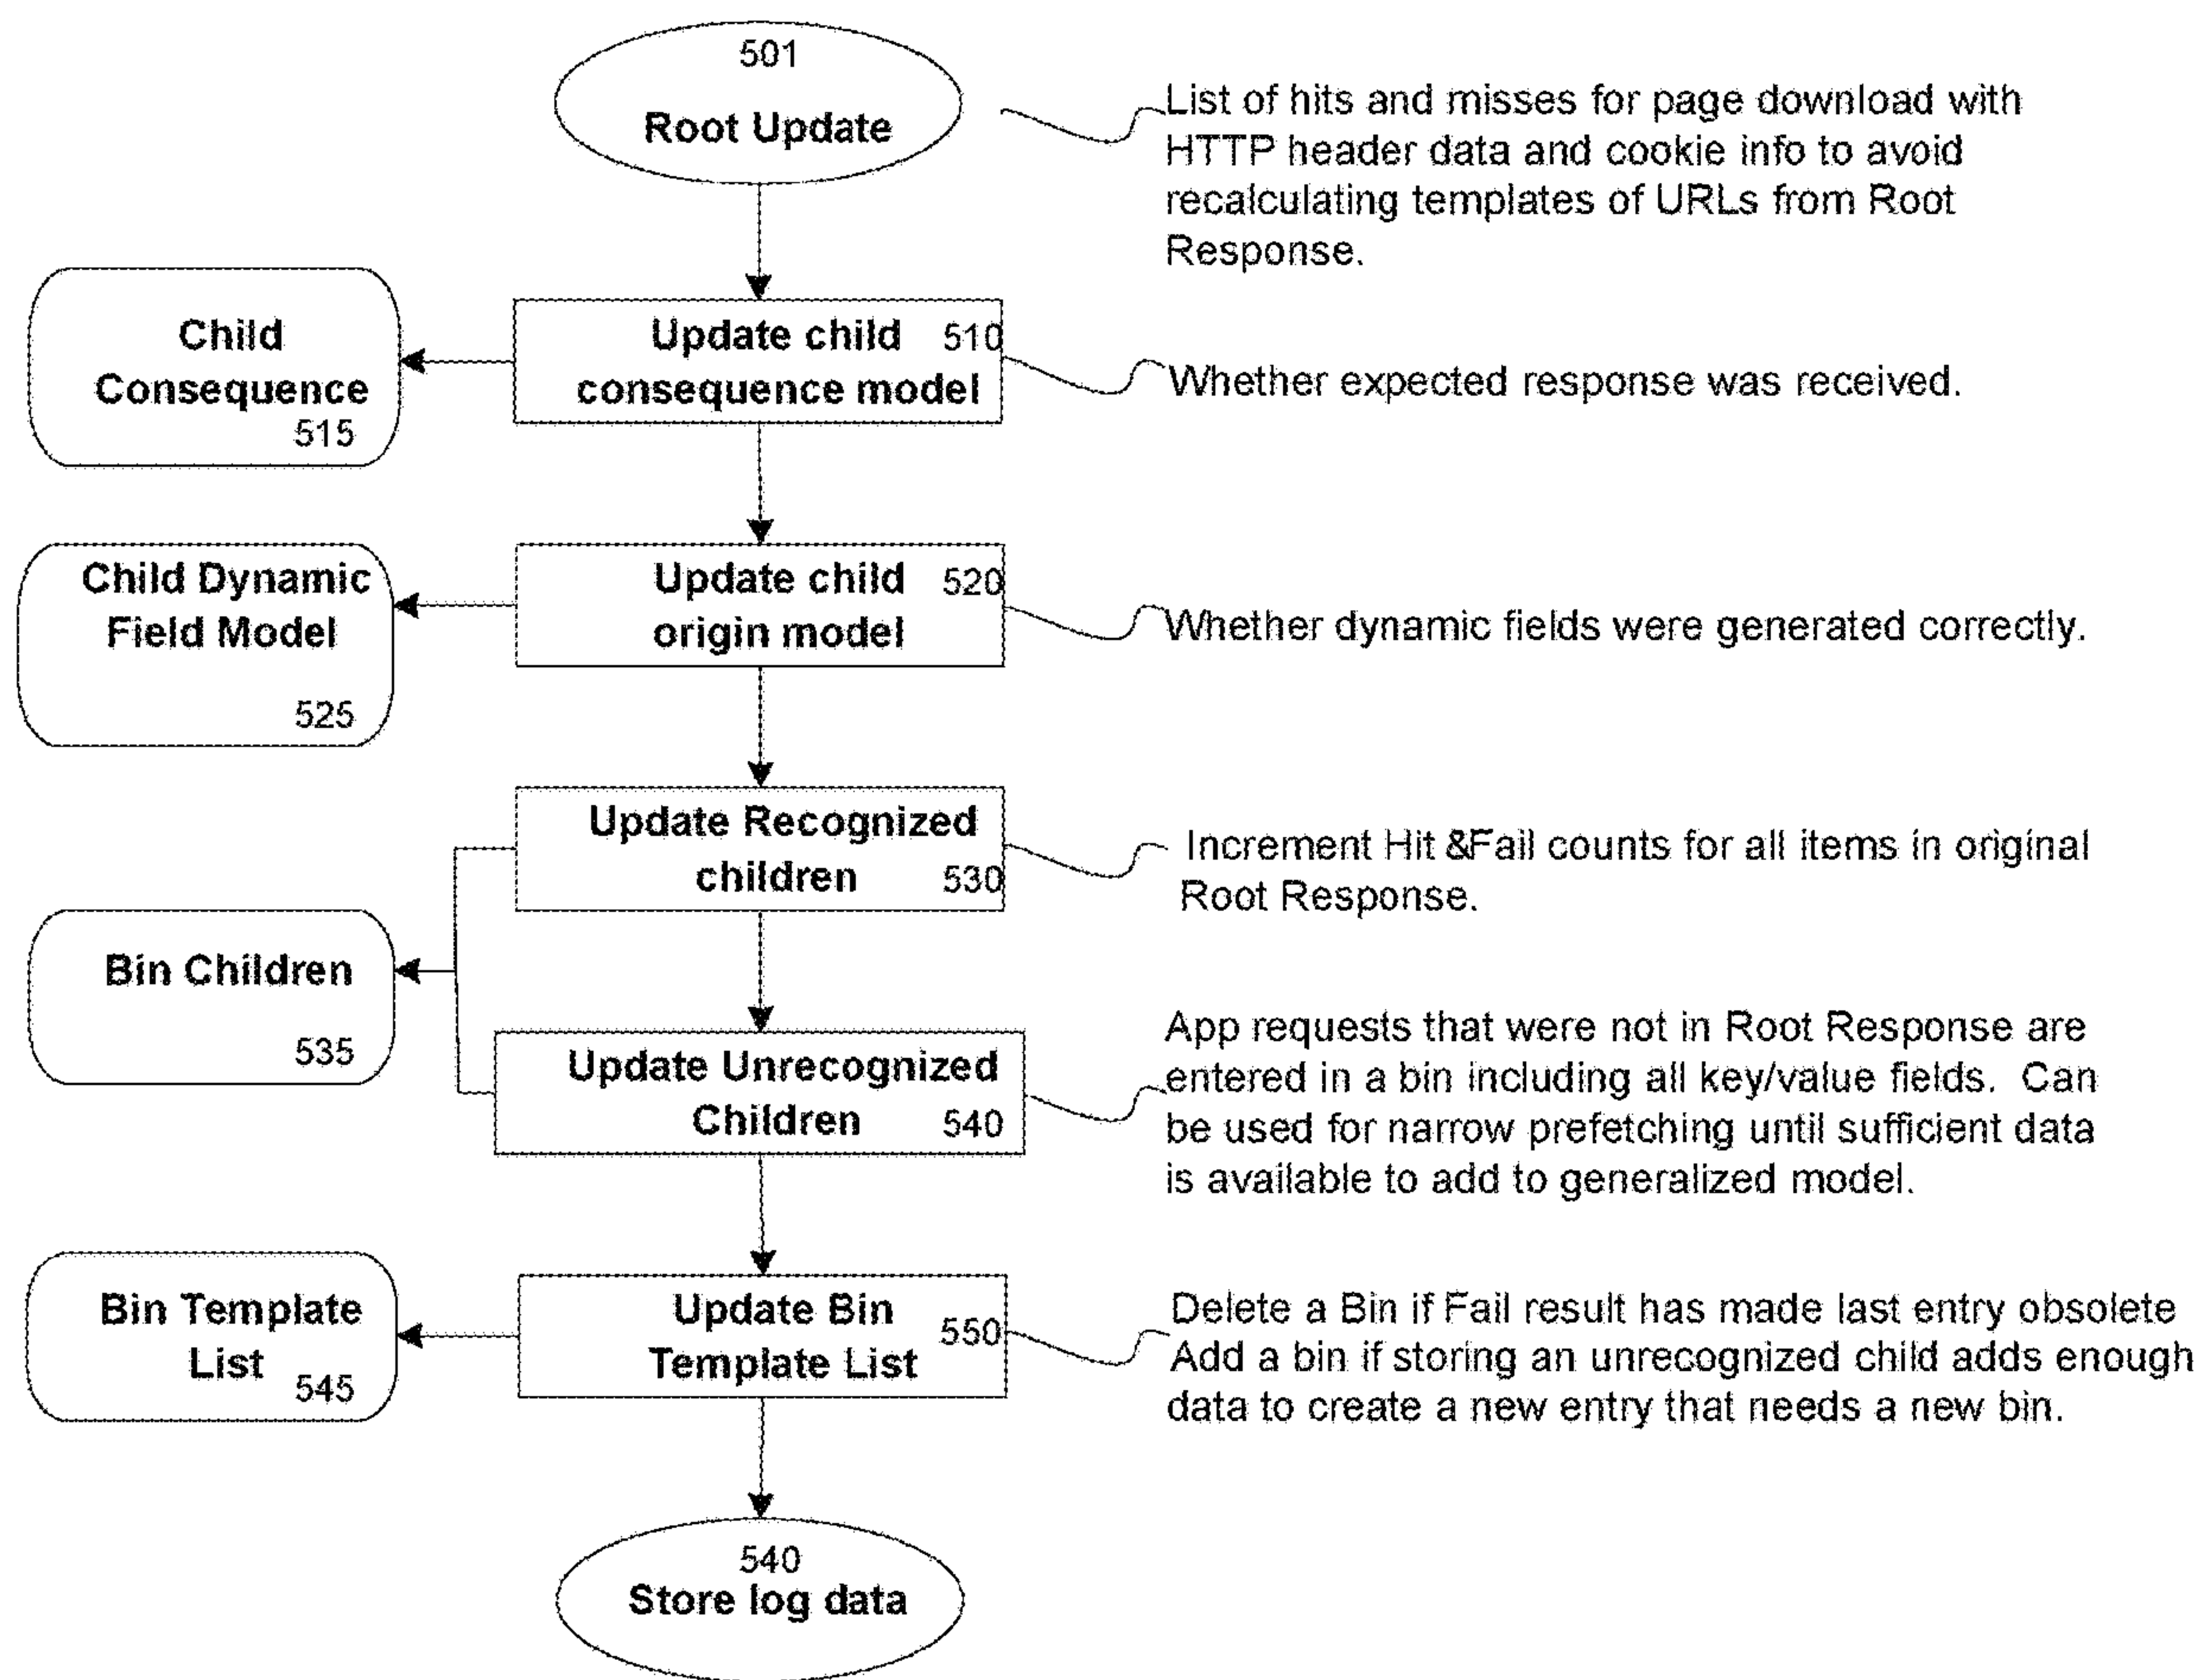 501
Root Update
List of hits and misses for page download with
HTTP header data and cookie info to avoid
recalculating templates of URLs from Root
Response.
Child
Consequence
515
Update child 510
consequence model
Whether expected response was received.
Child Dynamic
Field Model
525
Update child 520
origin model
Whether dynamic fields were generated correctly.
Update Recognized
children 530
Increment Hit &Fail counts for all items in original
Root Response.
Bin Children
535
Update Unrecognized
Children 540
App requests that were not in Root Response are
entered in a bin including all key/value fields. Can
be used for narrow prefetching until sufficient data
is available to add to generalized model.
Bin Template
List 545
Update Bin 550
Template List
Delete a Bin if Fail result has made last entry obsolete
Add a bin if storing an unrecognized child adds enough
data to create a new entry that needs a new bin.
540
Store log data